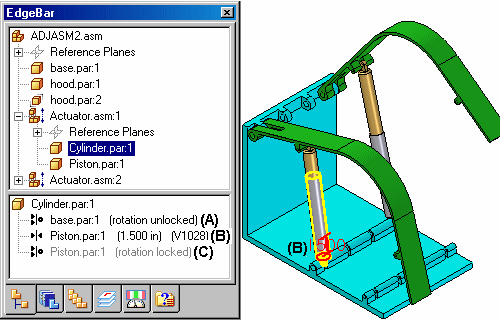 EdgeBar
ADJASM2.asm
Reference Planes
base.par:1
hood.par:1
hood.par:2
Actuator.asm:1
Reference Planes
Cylinder.par:1
Piston.par:1
Actuator.asm:2
Cylinder.par:1
base.par:1 (rotation unlocked) (A)
Piston.par:1 (1.500 in) (V1028) (B)
Piston.par:1 (rotation locked) (C)
(B)